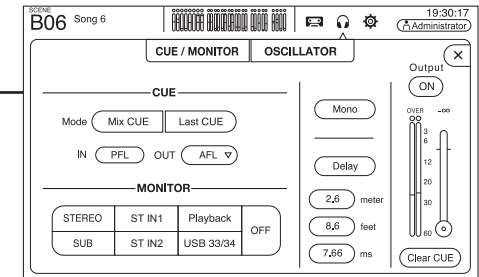 SCENE
B06 Song 6
19:30:17
Administrator
CUE / MONITOR OSCILLATOR
×
Output
ON
CUE
Mode Mix CUE Last CUE
IN PFL OUT AFL ▽
MONITOR
STEREO ST IN1 Playback OFF
SUB ST IN2 USB 33/34
Mono
Delay
2.6 meter
8.6 feet
7.66 ms
OVER -∞
3
6
12
20
30
60
Clear CUE